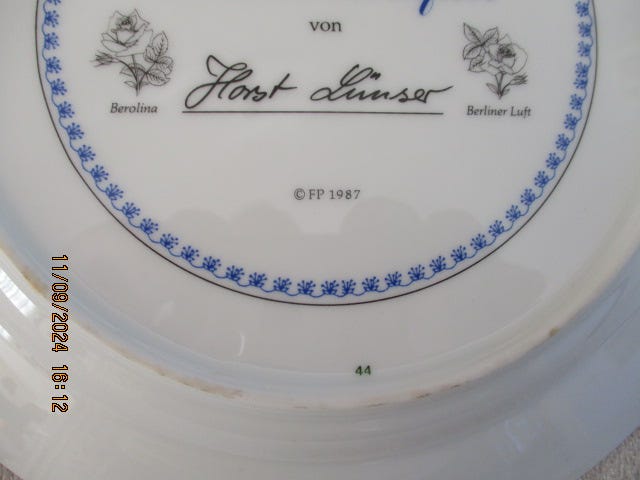 von
Horst Lünser
Berolina
Berliner Luft
© FP 1987
44
11/09/2024 16:12